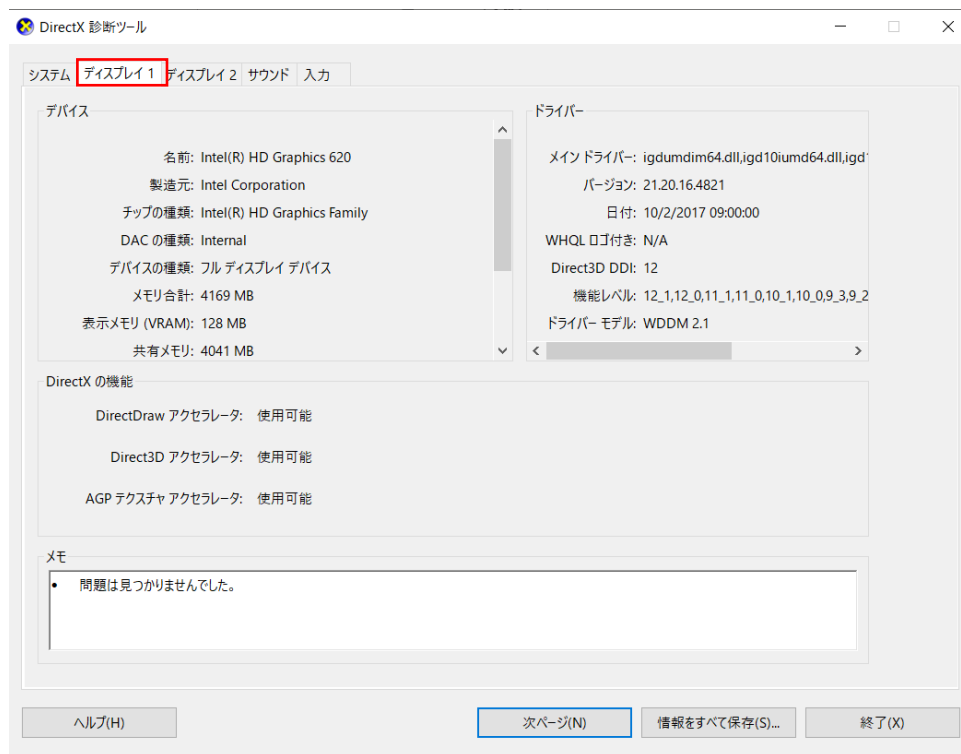 DirectX 診断ツール
システム ディスプレイ 1 ディスプレイ 2 サウンド 入力
デバイス
名前: Intel(R) HD Graphics 620
製造元: Intel Corporation
チップの種類: Intel(R) HD Graphics Family
DAC の種類: Internal
デバイスの種類: フル ディスプレイ デバイス
メモリ合計: 4169 MB
表示メモリ (VRAM): 128 MB
共有メモリ: 4041 MB
ドライバー
メイン ドライバー: igdumdim64.dll,igd10iumd64.dll,igd1
バージョン: 21.20.16.4821
日付: 10/2/2017 09:00:00
WHQL ロゴ付き: N/A
Direct3D DDI: 12
機能レベル: 12_1,12_0,11_1,11_0,10_1,10_0,9_3,9_2
ドライバー モデル: WDDM 2.1
DirectX の機能
DirectDraw アクセラレータ: 使用可能
Direct3D アクセラレータ: 使用可能
AGP テクスチャ アクセラレータ: 使用可能
メモ
• 問題は見つかりませんでした。
ヘルプ(H) 次ページ(N) 情報をすべて保存(S)... 終了(X)